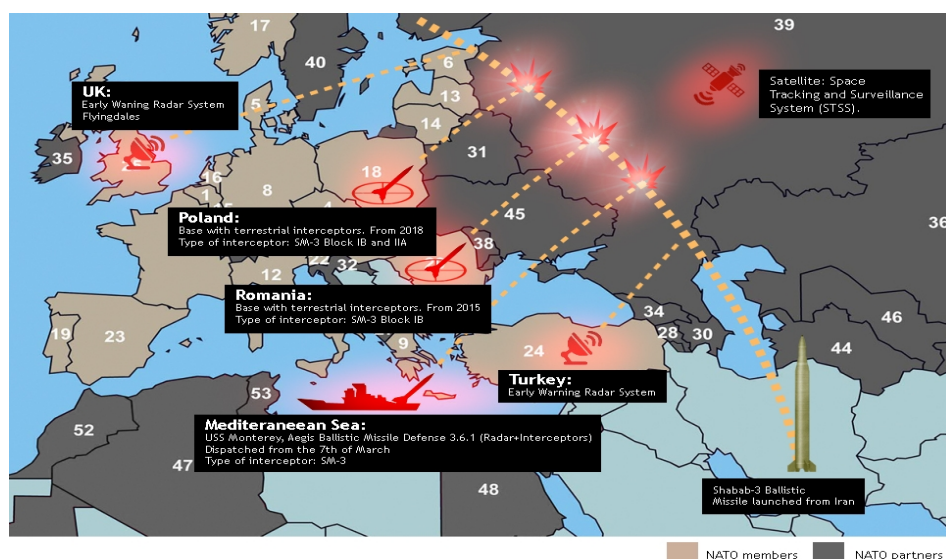 17
39
40
6
UK:
Early Waning Radar System
Flyingdales
5
13
Satellite: Space
Tracking and Surveillance
System (STSS).
14
35
31
16
18
8
1
45
36
Poland:
Base with terrestrial interceptors. From 2018
Type of interceptor: SM-3 Block IB and IIA
38
22
32
12
Romania:
Base with terrestrial interceptors. From 2015
Type of interceptor: SM-3 Block IB
46
34
28
30
44
19
23
9
24
Turkey:
Early Warning Radar System
53
52
Mediteraneean Sea:
USS Monterey, Aegis Ballistic Missile Defense 3.6.1 (Radar+Interceptors)
Dispatched from the 7th of March
Type of interceptor: SM-3
47
48
Shabab-3 Ballistic
Missile launched from Iran
NATO members
NATO partners